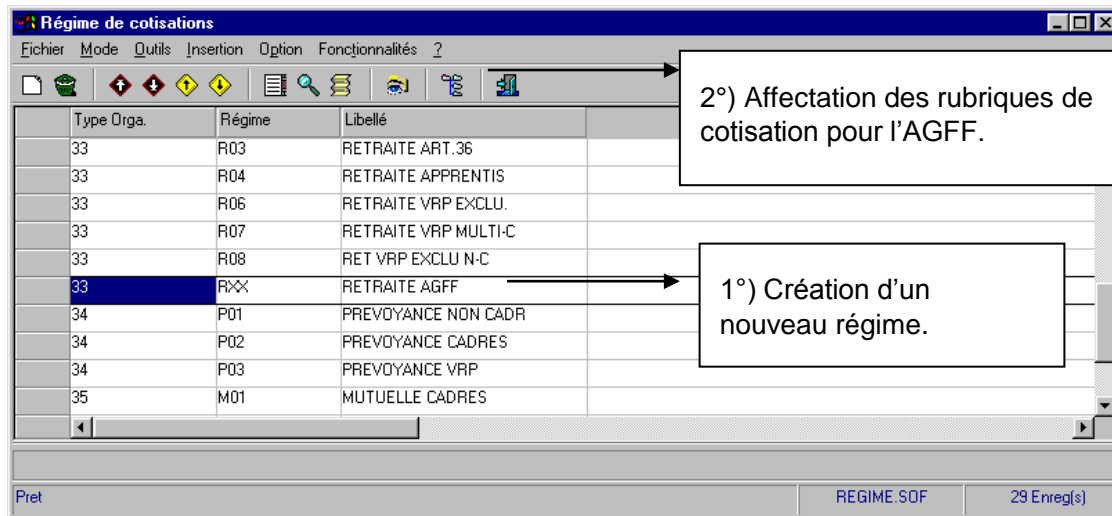 Régime de cotisations
Fichier Mode Outils Insertion Option Fonctionnalités ?
2°) Affectation des rubriques de
cotisation pour l'AGFF.
Type Orga. Régime Libellé
33 R03 RETRAITE ART.36
33 R04 RETRAITE APPRENTIS
33 R06 RETRAITE VRP EXCLU.
33 R07 RETRAITE VRP MULTI-C
33 R08 RET VRP EXCLU N-C
33 RXX RETRAITE AGFF
1°) Création d'un
nouveau régime.
34 P01 PREVOYANCE NON CADR
34 P02 PREVOYANCE CADRES
34 P03 PREVOYANCE VRP
35 M01 MUTUELLE CADRES
Pret REGIME.SOF 29 Enreg(s)